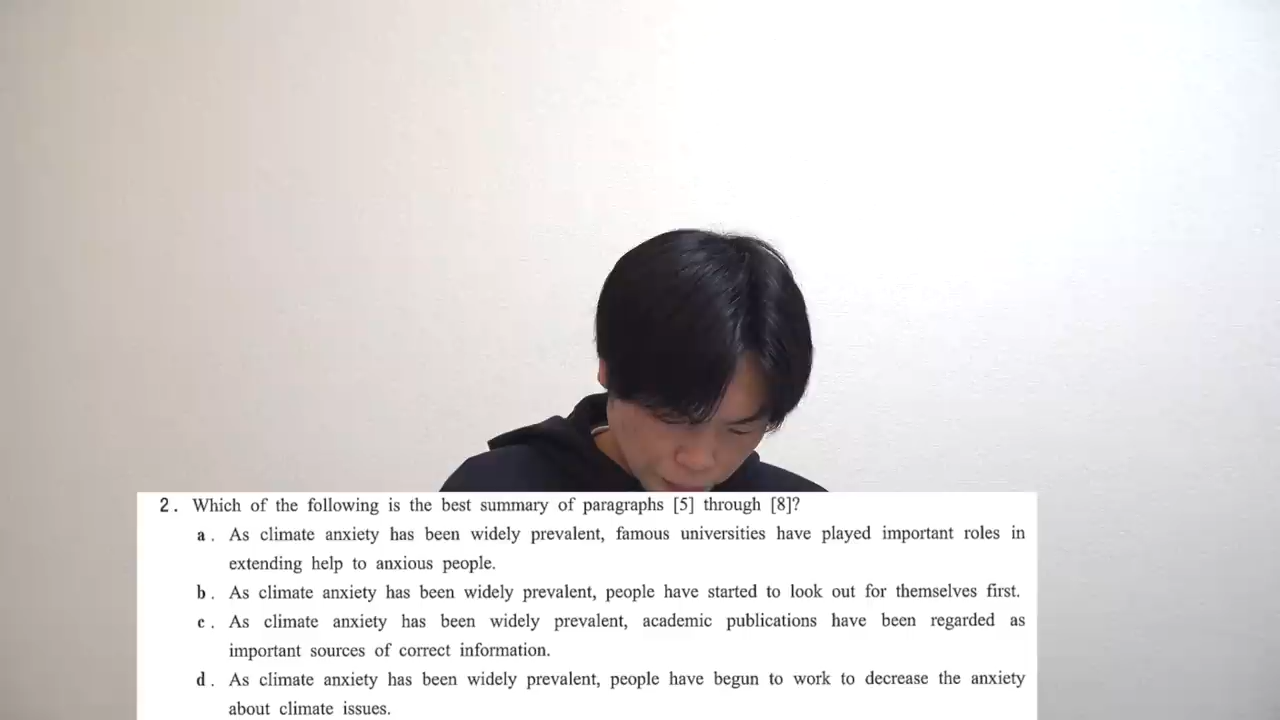 2. Which of the following is the best summary of paragraphs [5] through [8]?
a. As climate anxiety has been widely prevalent, famous universities have played important roles in
extending help to anxious people.
b. As climate anxiety has been widely prevalent, people have started to look out for themselves first.
c. As climate anxiety has been widely prevalent, academic publications have been regarded as
important sources of correct information.
d. As climate anxiety has been widely prevalent, people have begun to work to decrease the anxiety
about climate issues.